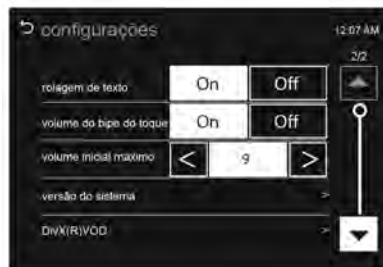 configurações
12:07 AM
2/2
rolagem de texto On Off
volume do bipe do toque On Off
volume inicial maximo < 9 >
versão do sistema >
DivX(R)VOD >